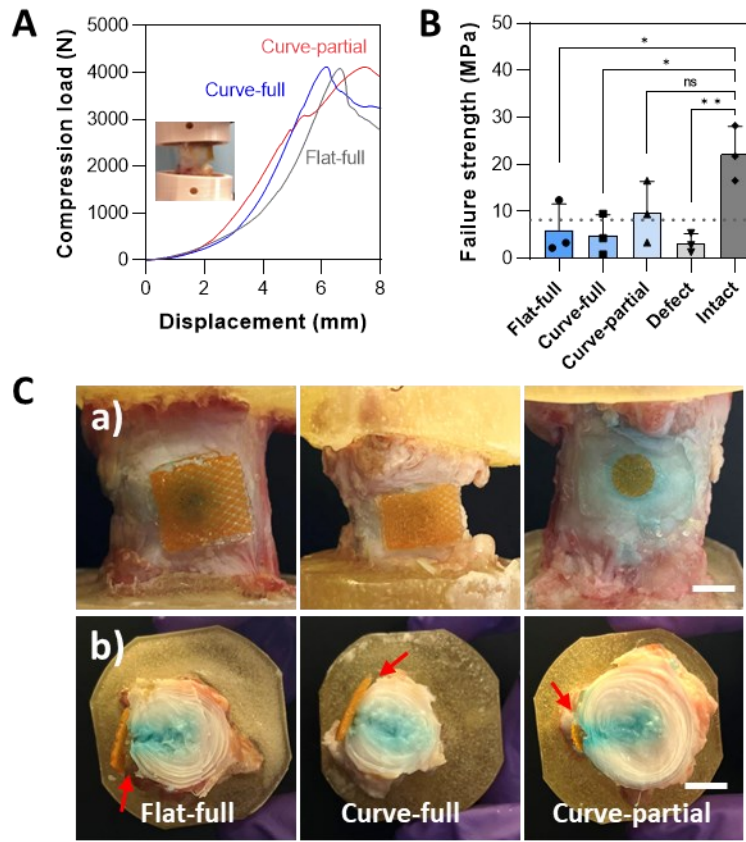 A
Compression load (N)
5000
4000
3000
2000
1000
0
0 2 4 6 8
Displacement (mm)
Curve-partial
Curve-full
Flat-full
B
Failure strength (MPa)
50
40
30
20
10
0
*
*
ns
**
Flat-full
Curve-full
Curve-partial
Defect
Intact
C
a)
b)
Flat-full
Curve-full
Curve-partial